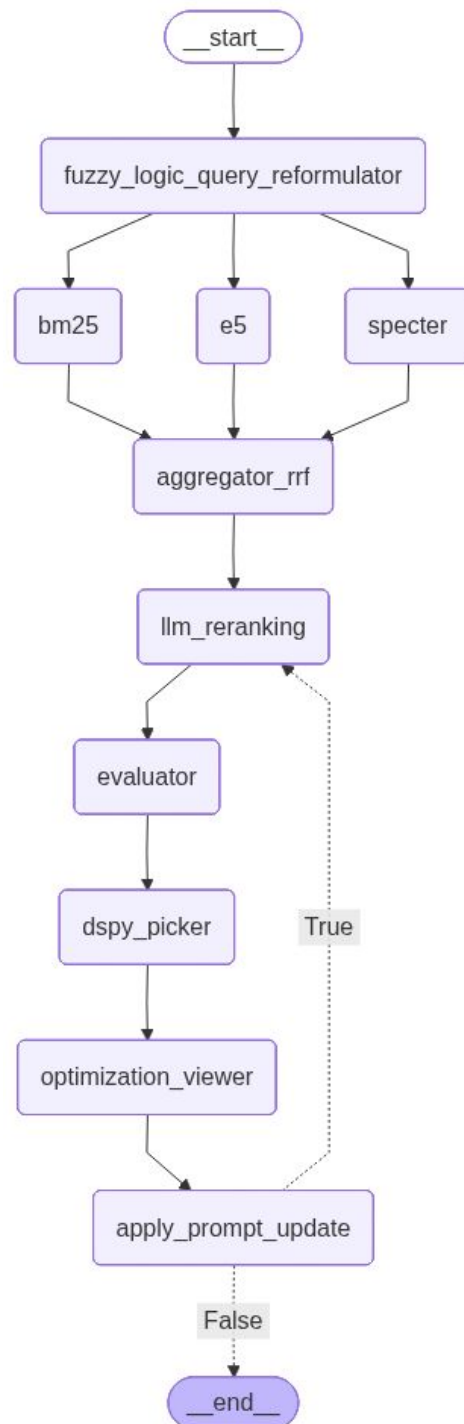 __start__
fuzzy_logic_query_reformulator
bm25
e5
specter
aggregator_rrf
llm_reranking
evaluator
dspy_picker
True
optimization_viewer
apply_prompt_update
False
__end__